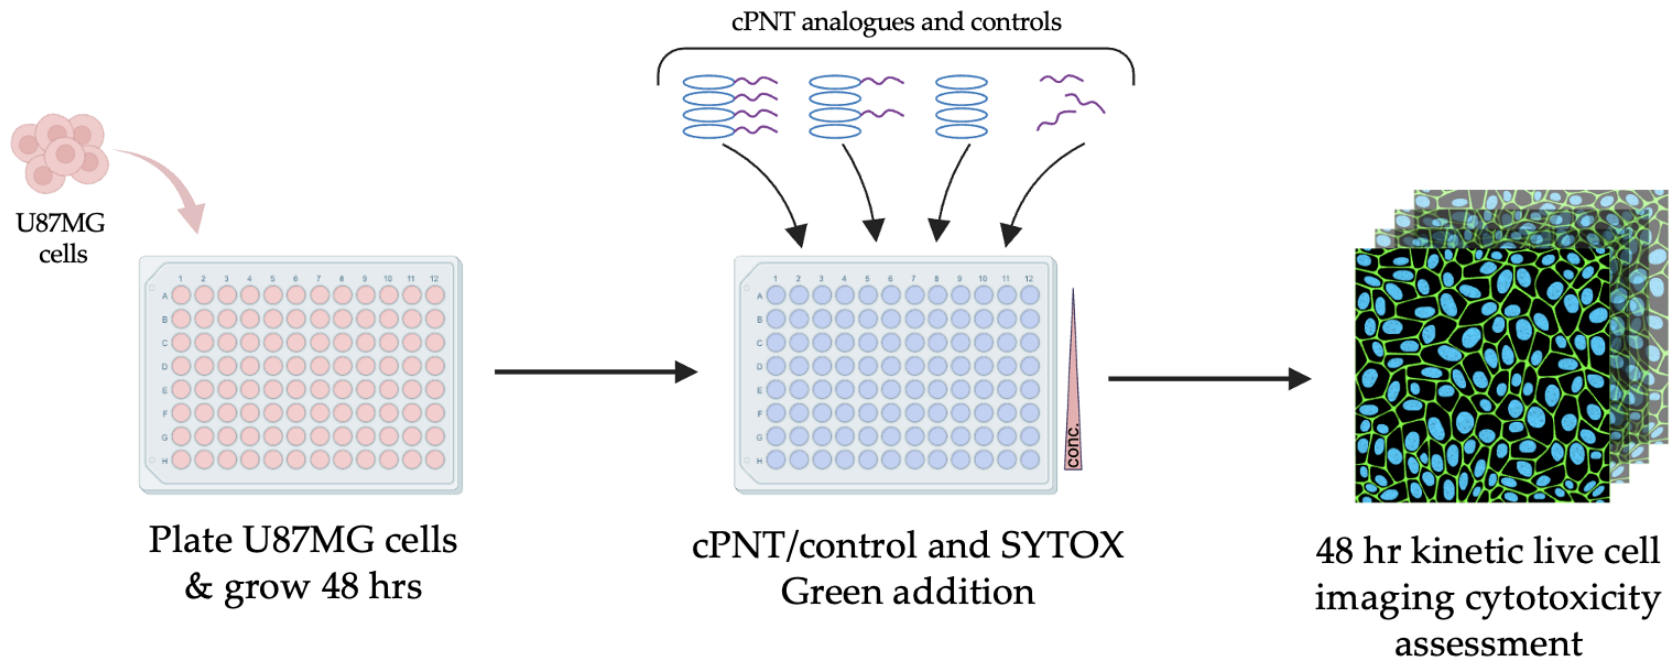 cPNT analogues and controls
U87MG
cells
1 2 3 4 5 6 7 8 9 10 11 12
A
B
C
D
E
F
G
H
1 2 3 4 5 6 7 8 9 10 11 12
A
B
C
D
E
F
G
H
conc.
Plate U87MG cells
& grow 48 hrs
cPNT/control and SYTOX
Green addition
48 hr kinetic live cell
imaging cytotoxicity
assessment